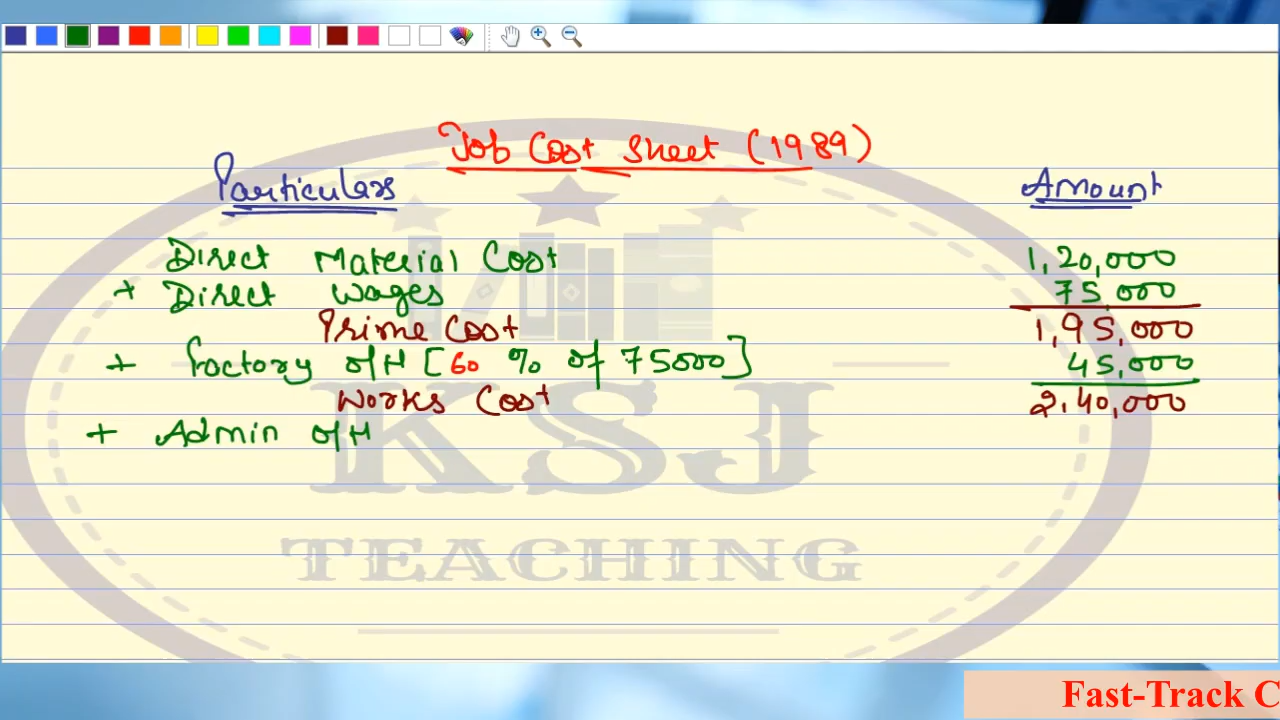 Job Cost Sheet (1989)
Particulars Amount
Direct Material Cost 1,20,000
+ Direct Wages 75,000
Prime Cost 1,95,000
+ Factory o/H [60 % of 75000] 45,000
Works Cost 2,40,000
+ Admin o/H
KSJ
TEACHING
Fast-Track C